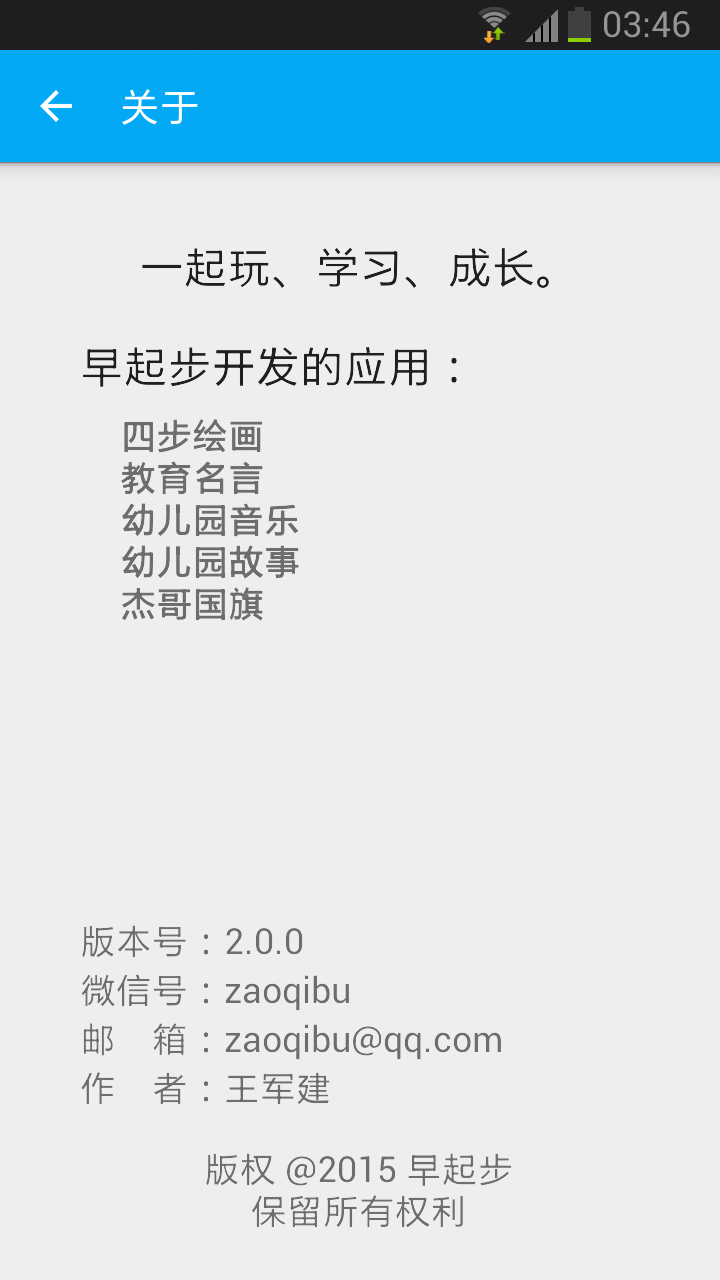 03:46
关于
一起玩、学习、成长。
早起步开发的应用：
四步绘画
教育名言
幼儿园音乐
幼儿园故事
杰哥国旗
版本号：2.0.0
微信号：zaoqibu
邮　箱：zaoqibu@qq.com
作　者：王军建
版权 @2015 早起步
保留所有权利